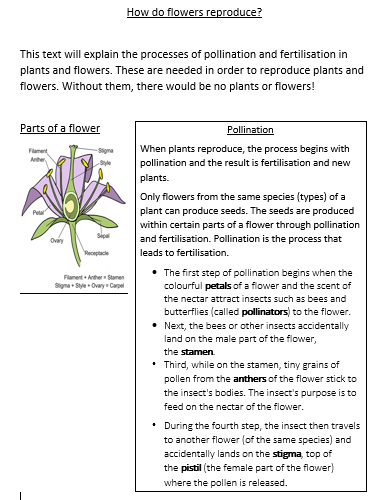 How do flowers reproduce?
This text will explain the processes of pollination and fertilisation in
plants and flowers. These are needed in order to reproduce plants and
flowers. Without them, there would be no plants or flowers!
Parts of a flower
Filament
Anther
Stigma
Style
Petal
Ovary
Sepal
Receptacle
Filament + Anther = Stamen
Stigma + Style + Ovary = Carpel
Pollination
When plants reproduce, the process begins with
pollination and the result is fertilisation and new
plants.
Only flowers from the same species (types) of a
plant can produce seeds. The seeds are produced
within certain parts of a flower through pollination
and fertilisation. Pollination is the process that
leads to fertilisation.
• The first step of pollination begins when the
colourful petals of a flower and the scent of
the nectar attract insects such as bees and
butterflies (called pollinators) to the flower.
• Next, the bees or other insects accidentally
land on the male part of the flower,
the stamen.
• Third, while on the stamen, tiny grains of
pollen from the anthers of the flower stick to
the insect's bodies. The insect's purpose is to
feed on the nectar of the flower.
• During the fourth step, the insect then travels
to another flower (of the same species) and
accidentally lands on the stigma, top of
the pistil (the female part of the flower)
where the pollen is released.